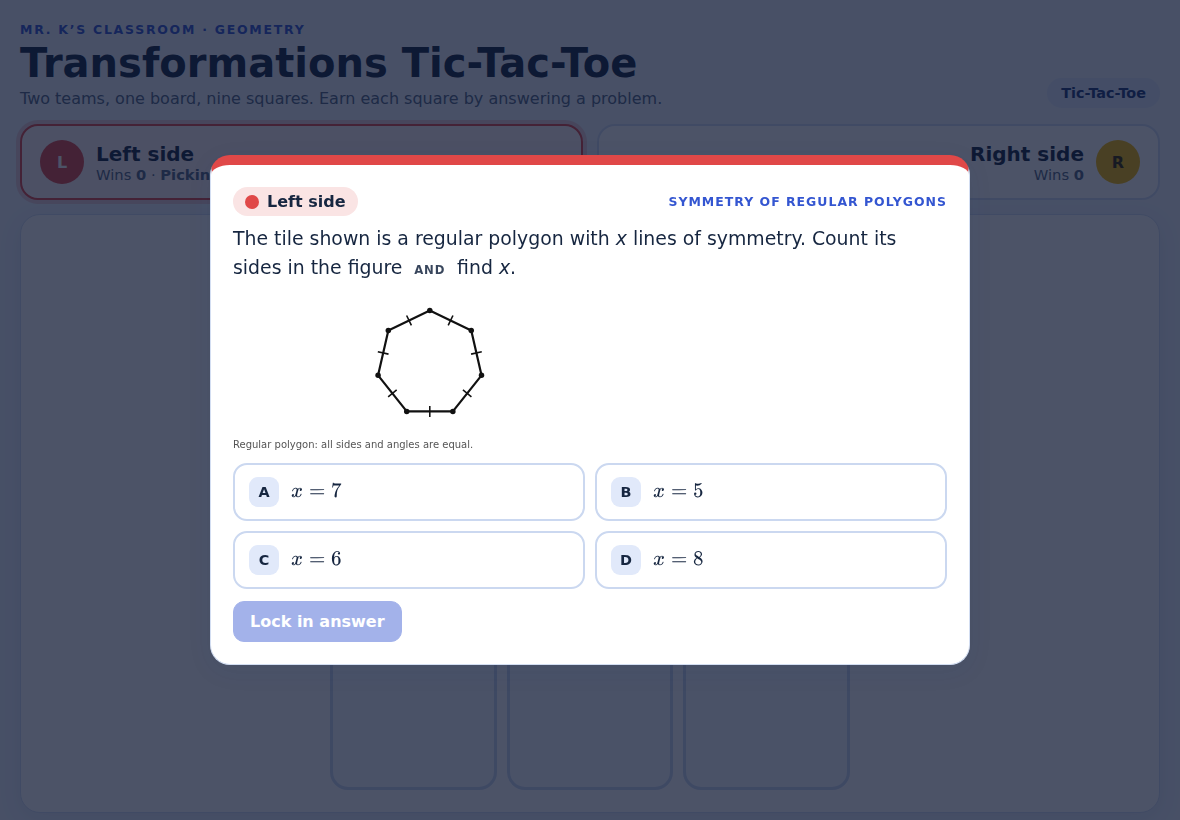 MR. K’S CLASSROOM · GEOMETRY
Transformations Tic-Tac-Toe
Two teams, one board, nine squares. Earn each square by answering a problem.
Tic-Tac-Toe
L
Left side
Wins 0 · Pickin
Right side
Wins 0
R
Left side
SYMMETRY OF REGULAR POLYGONS
The tile shown is a regular polygon with x lines of symmetry. Count its
sides in the figure AND find x.
Regular polygon: all sides and angles are equal.
A x = 7
B x = 5
C x = 6
D x = 8
Lock in answer